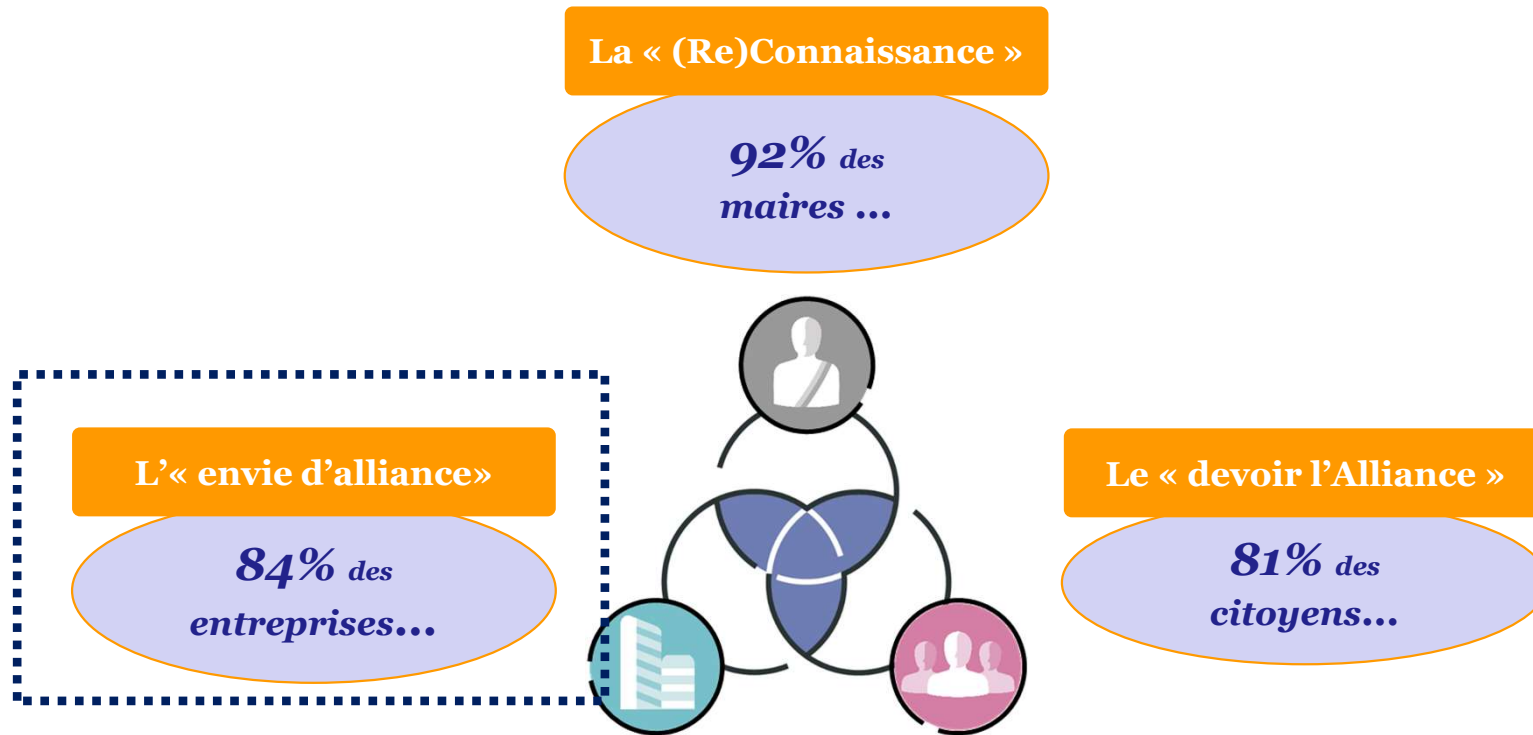 La « (Re)Connaissance »
92% des
maires ...
L'« envie d'alliance»
84% des
entreprises...
Le « devoir l'Alliance »
81% des
citoyens...